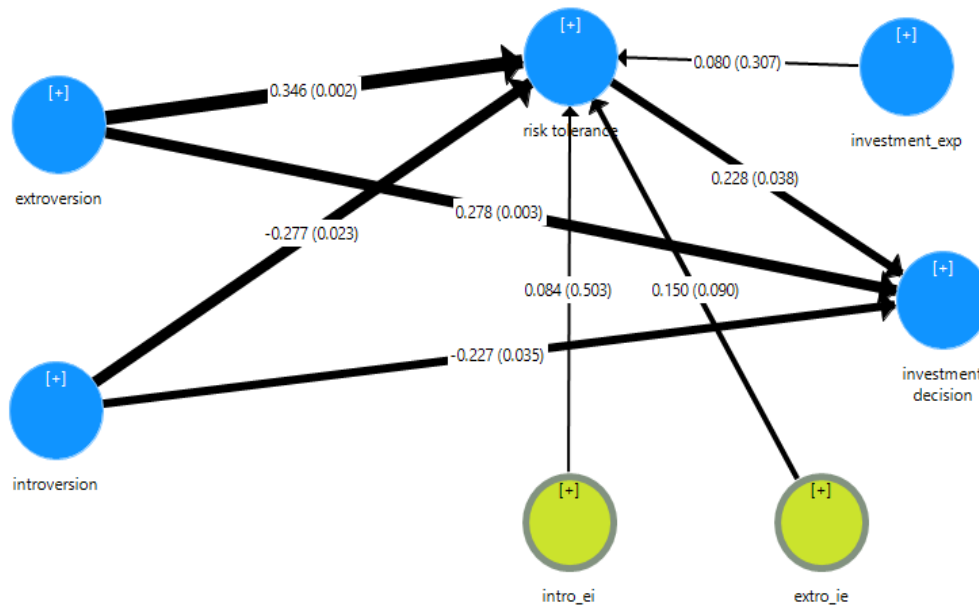 [+]
[+]
[+]
0.346 (0.002)
0.080 (0.307)
risk tolerance
investment_exp
extroversion
0.228 (0.038)
0.278 (0.003)
-0.277 (0.023)
[+]
0.084 (0.503)
0.150 (0.090)
-0.227 (0.035)
[+]
investment
decision
introversion
[+]
[+]
intro_ei
extro_ie